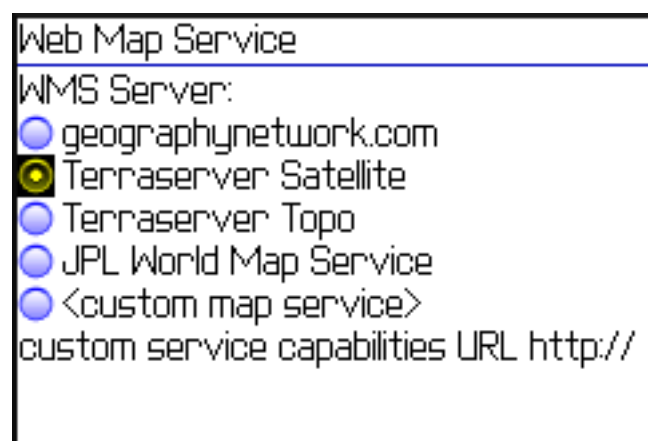 Web Map Service
WMS Server:
geographynetwork.com
Terraserver Satellite
Terraserver Topo
JPL World Map Service
<custom map service>
custom service capabilities URL http://